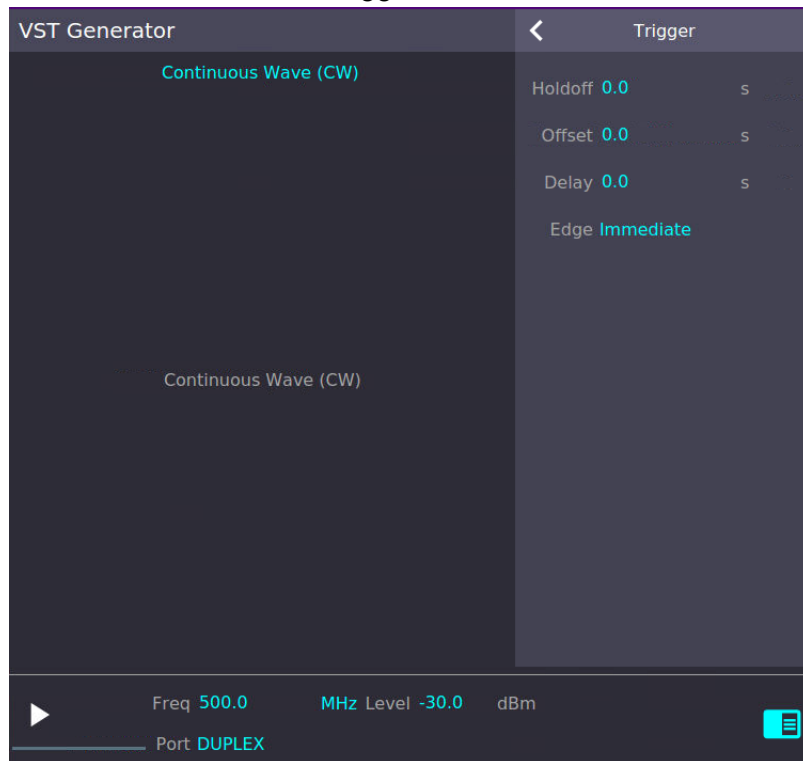 VST Generator
Trigger
Continuous Wave (CW)
Holdoff 0.0 s
Offset 0.0 s
Delay 0.0 s
Edge Immediate
Continuous Wave (CW)
Freq 500.0 MHz Level -30.0 dBm
Port DUPLEX